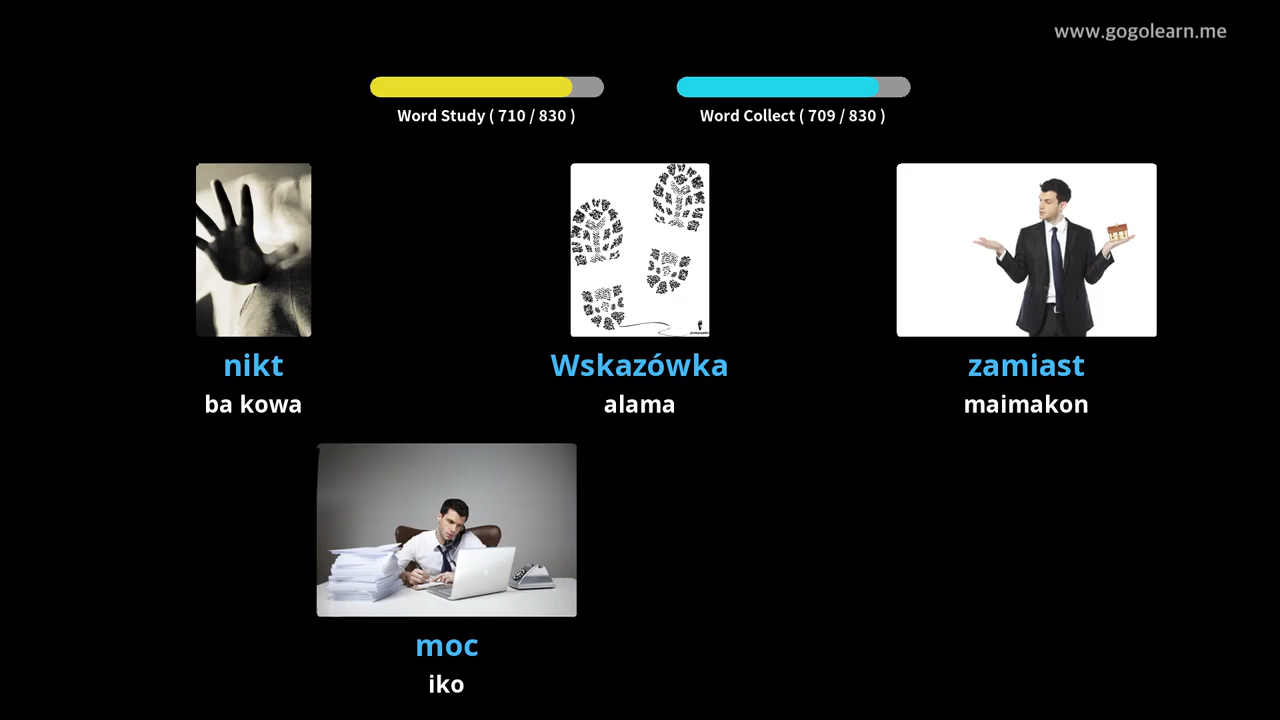 www.gogolearn.me
Word Study ( 710 / 830 )
Word Collect ( 709 / 830 )
nikt
Wskazówka
zamiast
ba kowa
alama
maimakon
moc
iko